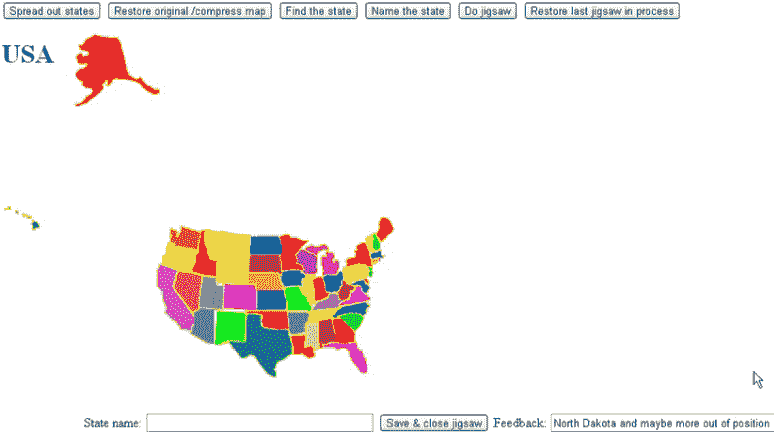 Spread out states Restore original /compress map Find the state Name the state Do jigsaw Restore last jigsaw in process
USA
State name: Save & close jigsaw Feedback: North Dakota and maybe more out of position